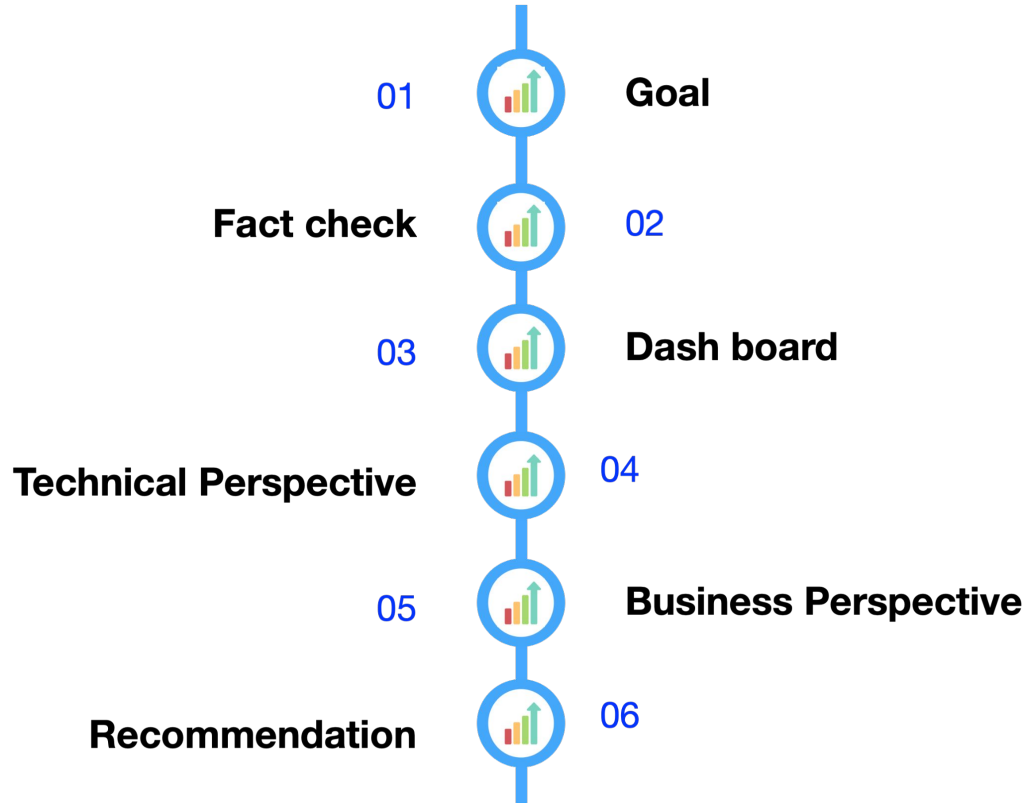 01
Goal
Fact check
02
03
Dash board
Technical Perspective
04
05
Business Perspective
Recommendation
06